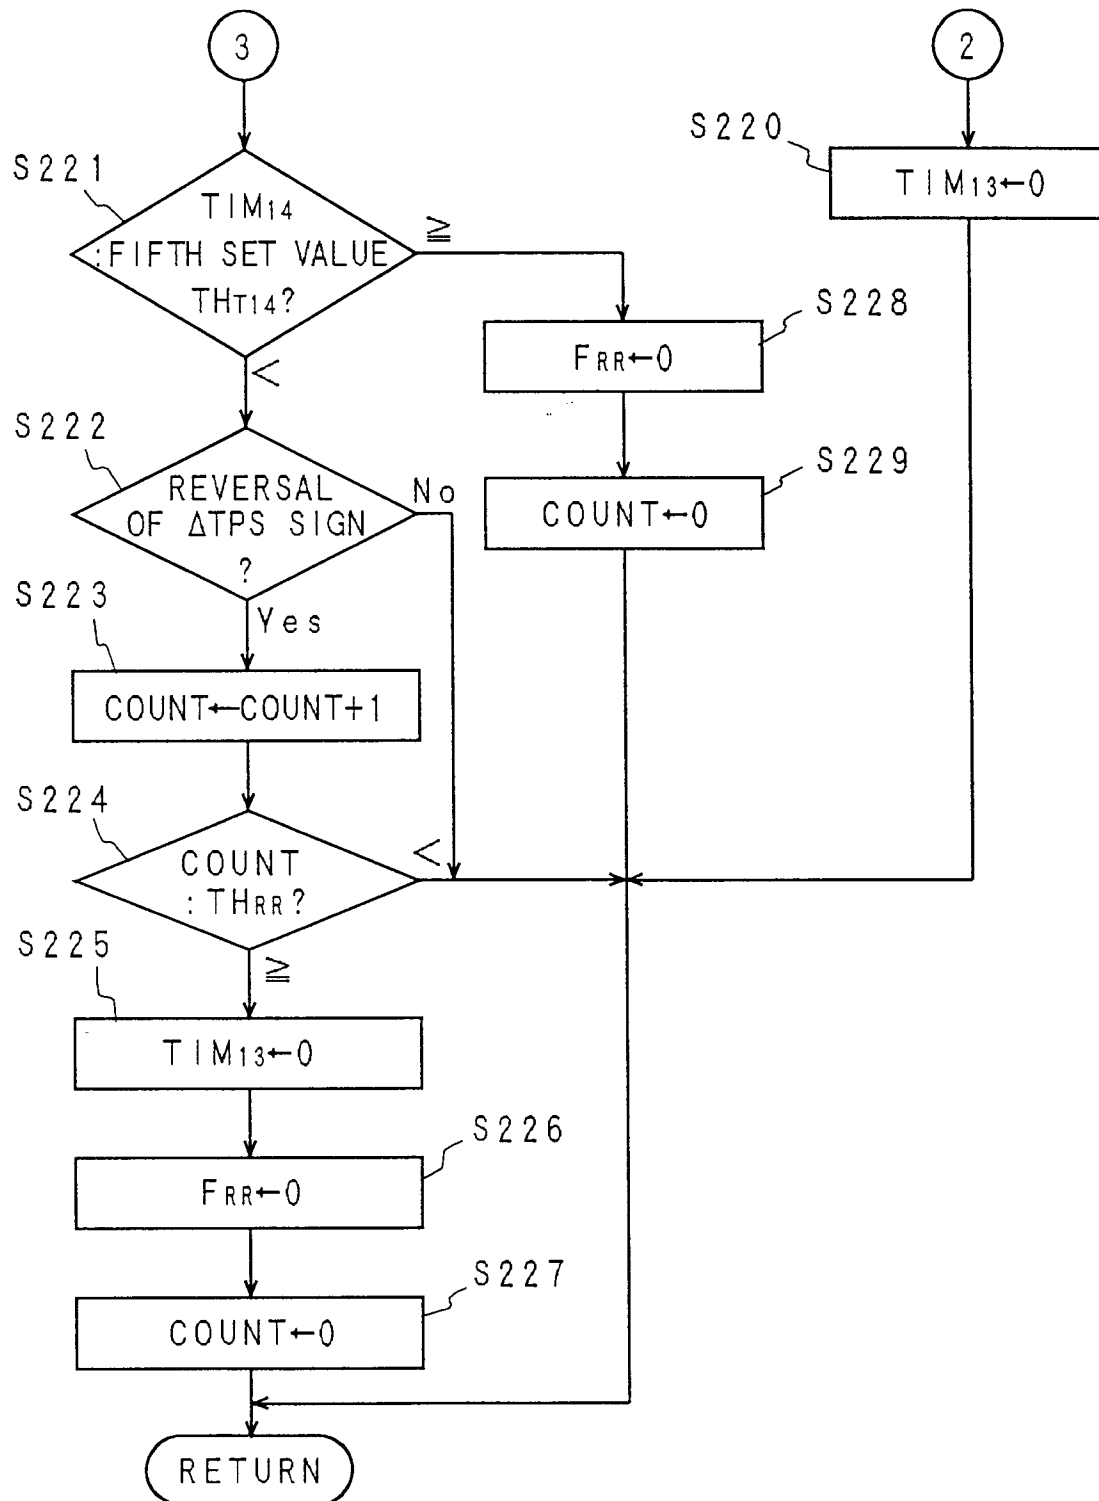 3
2
S220
TIM13←0
S221
TIM14
:FIFTH SET VALUE
THT14?
≧
<
S228
FRR←0
S222
REVERSAL
OF ΔTPS SIGN
?
No
Yes
S229
COUNT←0
S223
COUNT←COUNT+1
S224
COUNT
:THRR?
<
≧
S225
TIM13←0
S226
FRR←0
S227
COUNT←0
RETURN